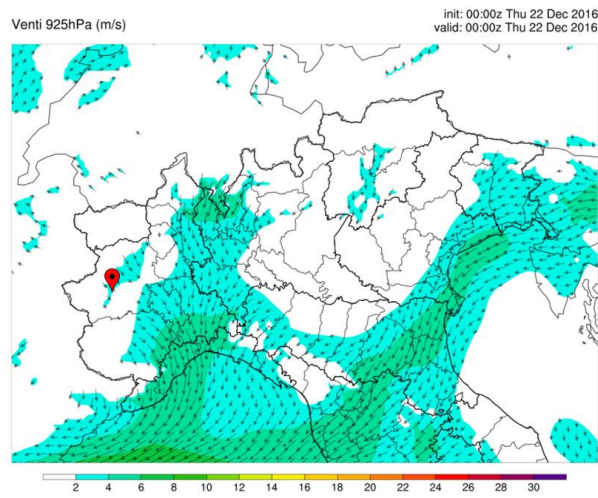 Venti 925hPa (m/s)
init: 00:00z Thu 22 Dec 2016
valid: 00:00z Thu 22 Dec 2016
2 4 6 8 10 12 14 16 18 20 22 24 26 28 30